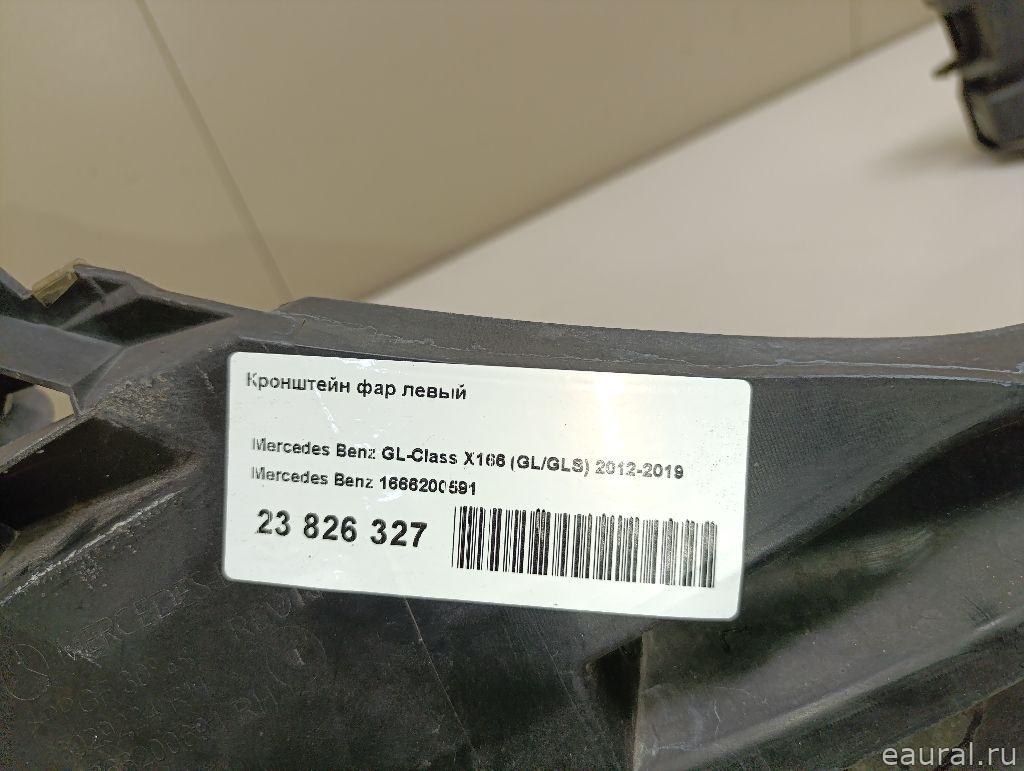 Кронштейн фар левый
Mercedes Benz GL-Class X166 (GL/GLS) 2012-2019
Mercedes Benz 1666200591
23 826 327
eaural.ru